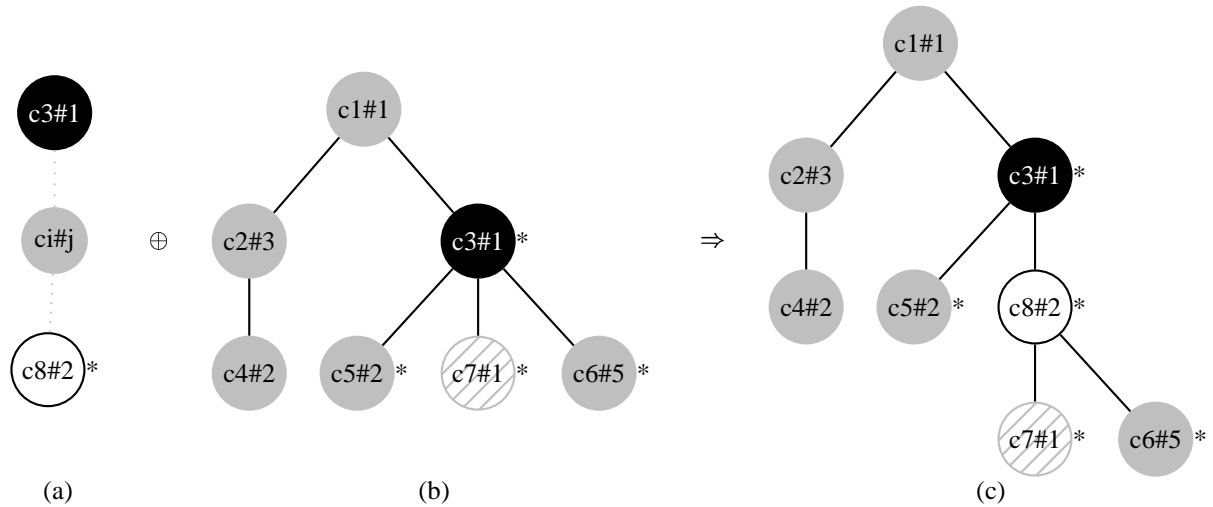 c1#1
c3#1
c1#1
c2#3
c3#1 *
ci#j
⊕
c2#3
c3#1 *
⇒
c4#2
c5#2 *
c8#2 *
c8#2 *
c4#2
c5#2 *
c7#1 *
c6#5 *
c7#1 *
c6#5 *
(a)
(b)
(c)